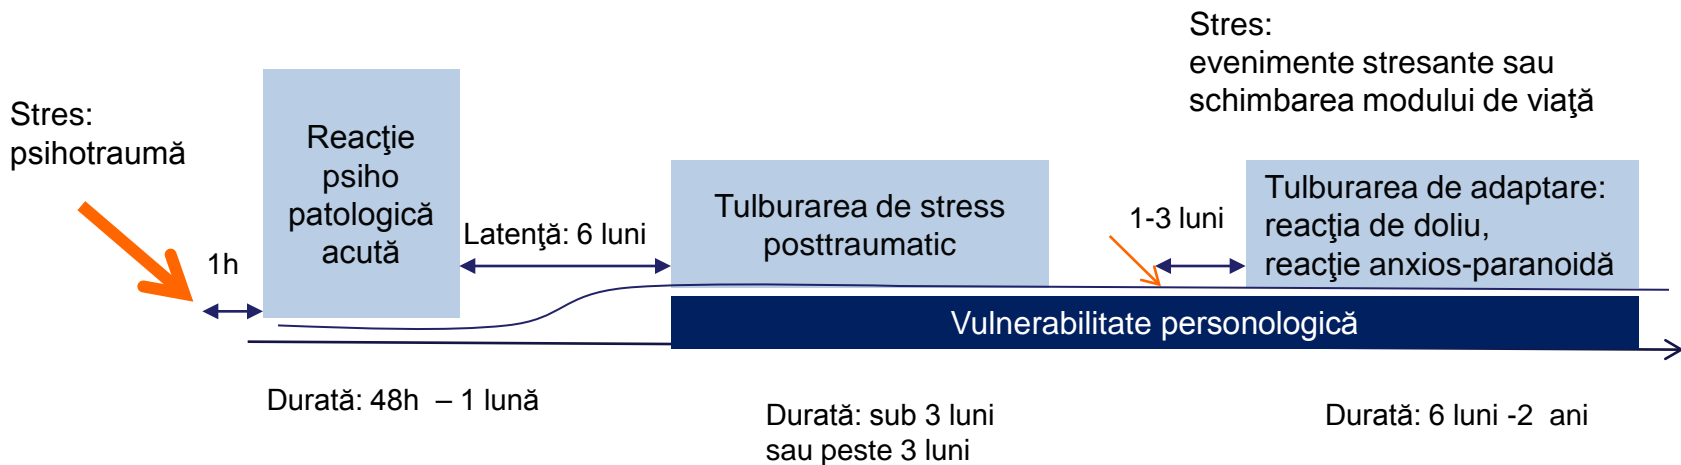 Stres:
psihotraumă
1h
Reacţie
psiho
patologică
acută
Latenţă: 6 luni
Tulburarea de stress
posttraumatic
Stres:
evenimente stresante sau
schimbarea modului de viaţă
1-3 luni
Tulburarea de adaptare:
reacţia de doliu,
reacţie anxios-paranoidă
Vulnerabilitate personologică
Durată: 48h – 1 lună
Durată: sub 3 luni
sau peste 3 luni
Durată: 6 luni -2 ani